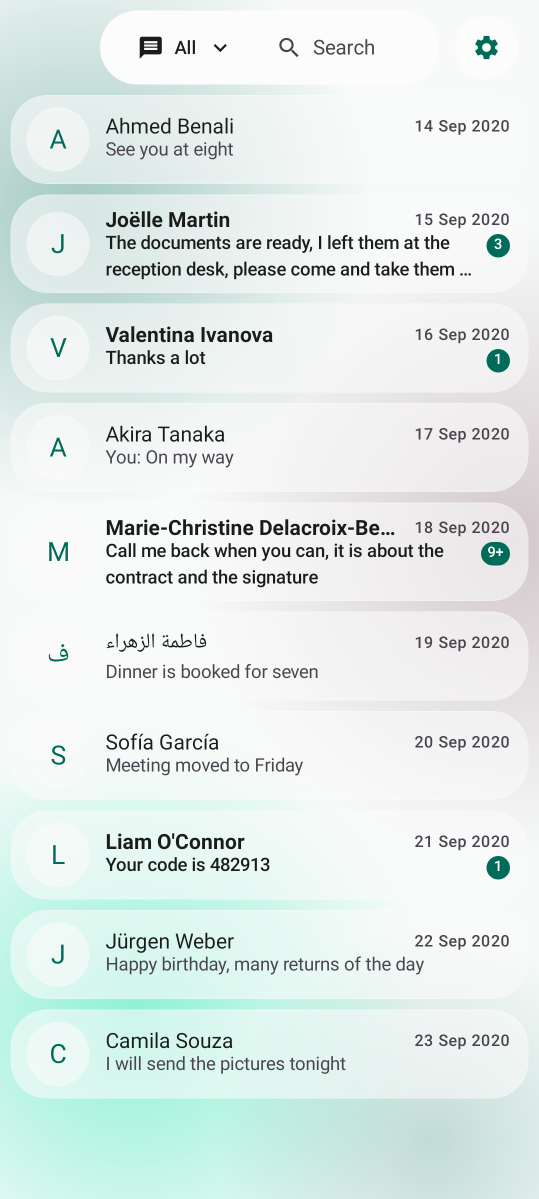 All
Search
A
Ahmed Benali
14 Sep 2020
See you at eight
J
Joëlle Martin
15 Sep 2020
The documents are ready, I left them at the
3
reception desk, please come and take them ...
V
Valentina Ivanova
16 Sep 2020
Thanks a lot
1
A
Akira Tanaka
17 Sep 2020
You: On my way
M
Marie-Christine Delacroix-Be...
18 Sep 2020
Call me back when you can, it is about the
9+
contract and the signature
ف
فاطمة الزهراء
19 Sep 2020
Dinner is booked for seven
S
Sofía García
20 Sep 2020
Meeting moved to Friday
L
Liam O'Connor
21 Sep 2020
Your code is 482913
1
J
Jürgen Weber
22 Sep 2020
Happy birthday, many returns of the day
C
Camila Souza
23 Sep 2020
I will send the pictures tonight